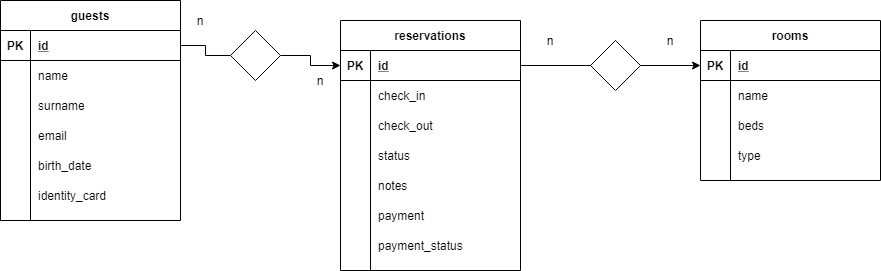 guests
PK id
name
surname
email
birth_date
identity_card
n
n
reservations
PK id
check_in
check_out
status
notes
payment
payment_status
n
n
rooms
PK id
name
beds
type